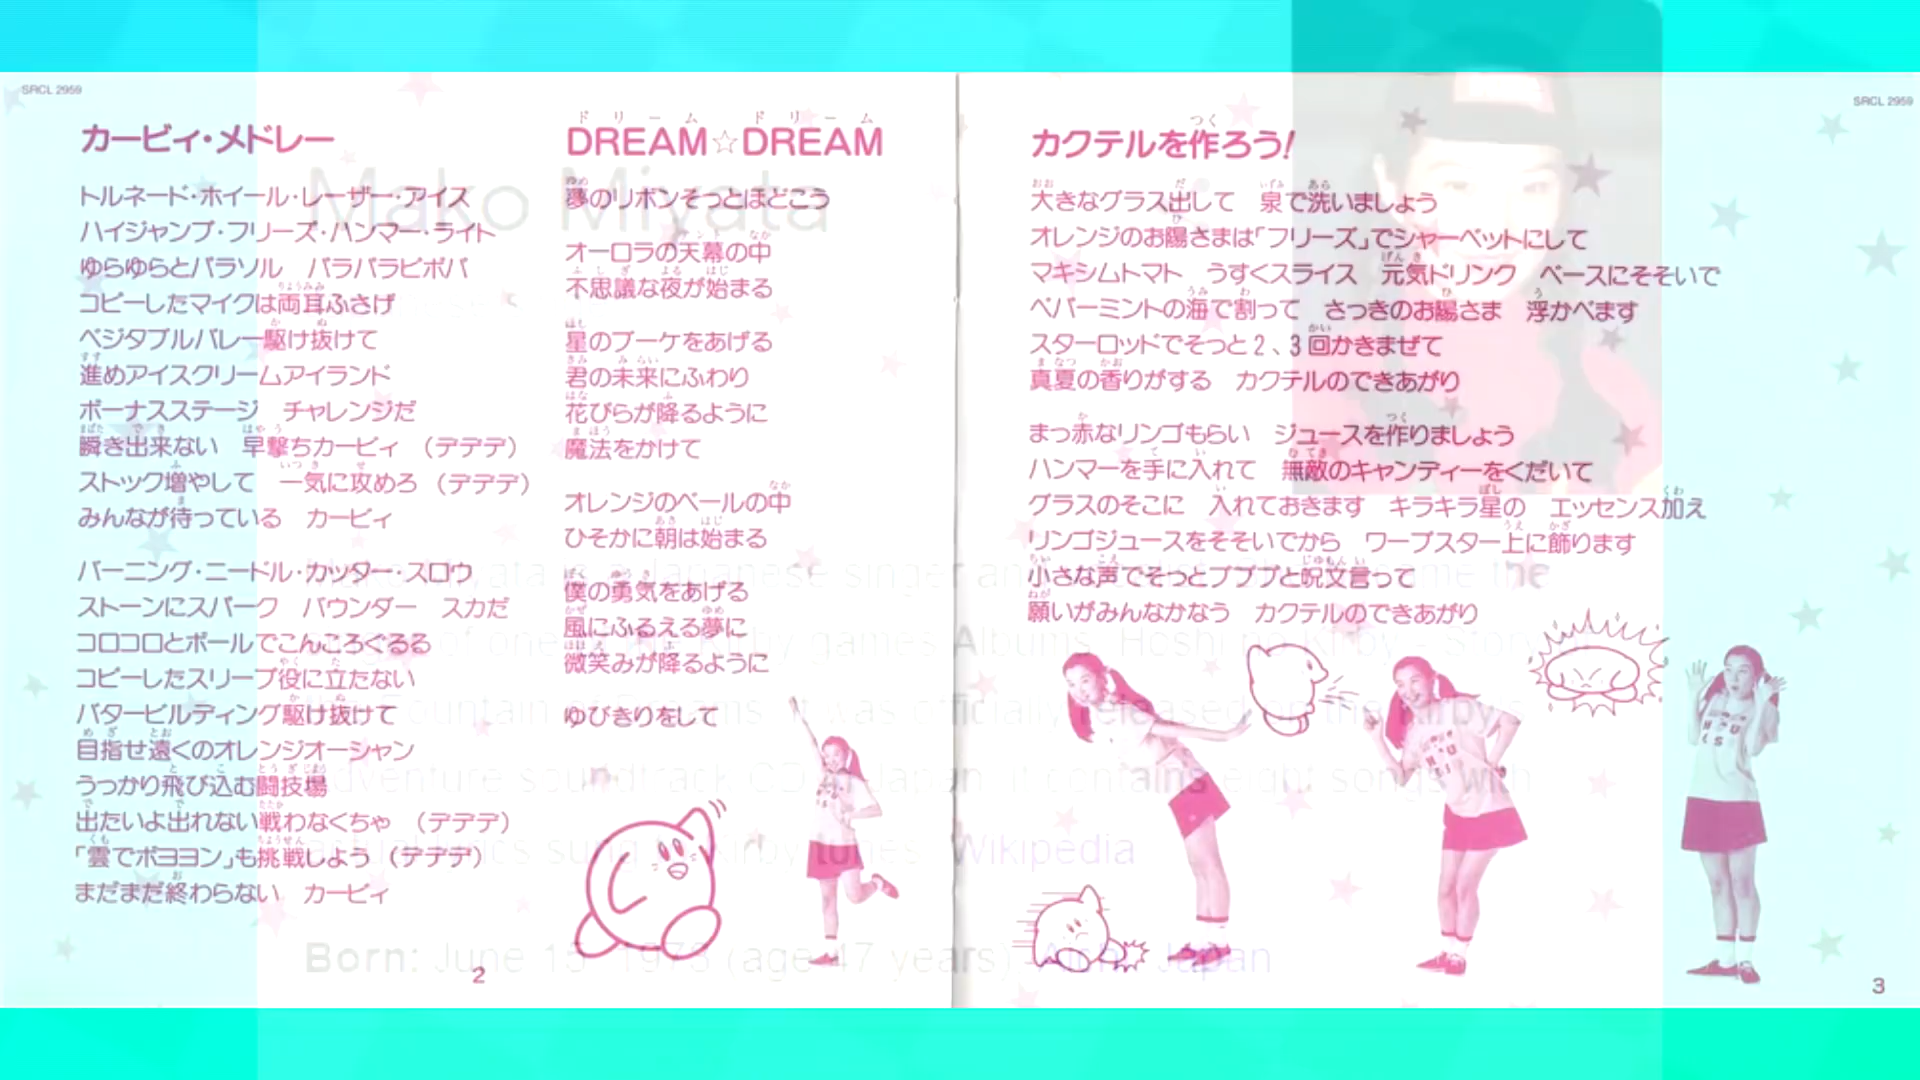 SRCL 2959
カービィ・メドレー
トルネード・ホイール・レーザー・アイス
ハイジャンプ・フリーズ・ハンマー・ライト
ゆらゆらとパラソル　パラパラピポパ
コピーしたマイクは両耳ふさげ
ベジタブルバレー駆け抜けて
進めアイスクリームアイランド
ボーナスステージ　チャレンジだ
瞬き出来ない　早撃ちカービィ（デデデ）
ストック増やして　一気に攻めろ（デデデ）
みんなが待っている　カービィ
バーニング・ニードル・カッター・スロウ
ストーンにスパーク　バウンダー　スカだ
コロコロとボールでこんころぐるる
コピーしたスリープ役に立たない
バタービルディング駆け抜けて
目指せ遠くのオレンジオーシャン
うっかり飛び込む闘技場
出たいよ出れない戦わなくちゃ（デデデ）
「雲でポヨヨン」も挑戦しよう（デデデ）
まだまだ終わらない　カービィ
2
DREAM☆DREAM
夢のリボンそっとほどこう
オーロラの天幕の中
不思議な夜が始まる
星のブーケをあげる
君の未来にふわり
花びらが降るように
魔法をかけて
オレンジのベールの中
ひそかに朝は始まる
僕の勇気をあげる
風にふるえる夢に
微笑みが降るように
ゆびきりをして
SRCL 2959
カクテルを作ろう！
大きなグラス出して　泉で洗いましょう
オレンジのお陽さまは「フリーズ」でシャーベットにして
マキシムトマト　うすくスライス　元気ドリンク　ベースにそそいで
ペパーミントの海で割って　さっきのお陽さま　浮かべます
スターロッドでそっと2、3回かきまぜて
真夏の香りがする　カクテルのできあがり
まっ赤なリンゴもらい　ジュースを作りましょう
ハンマーを手に入れて　無敵のキャンディーをくだいて
グラスのそこに　入れておきます　キラキラ星の　エッセンス加え
リンゴジュースをそそいでから　ワープスター上に飾ります
小さな声でそっとプププと呪文言って
願いがみんなかなう　カクテルのできあがり
3
Mako Miyata
Wikipedia
Born: June 15, 1978 (age 47 years) Japan